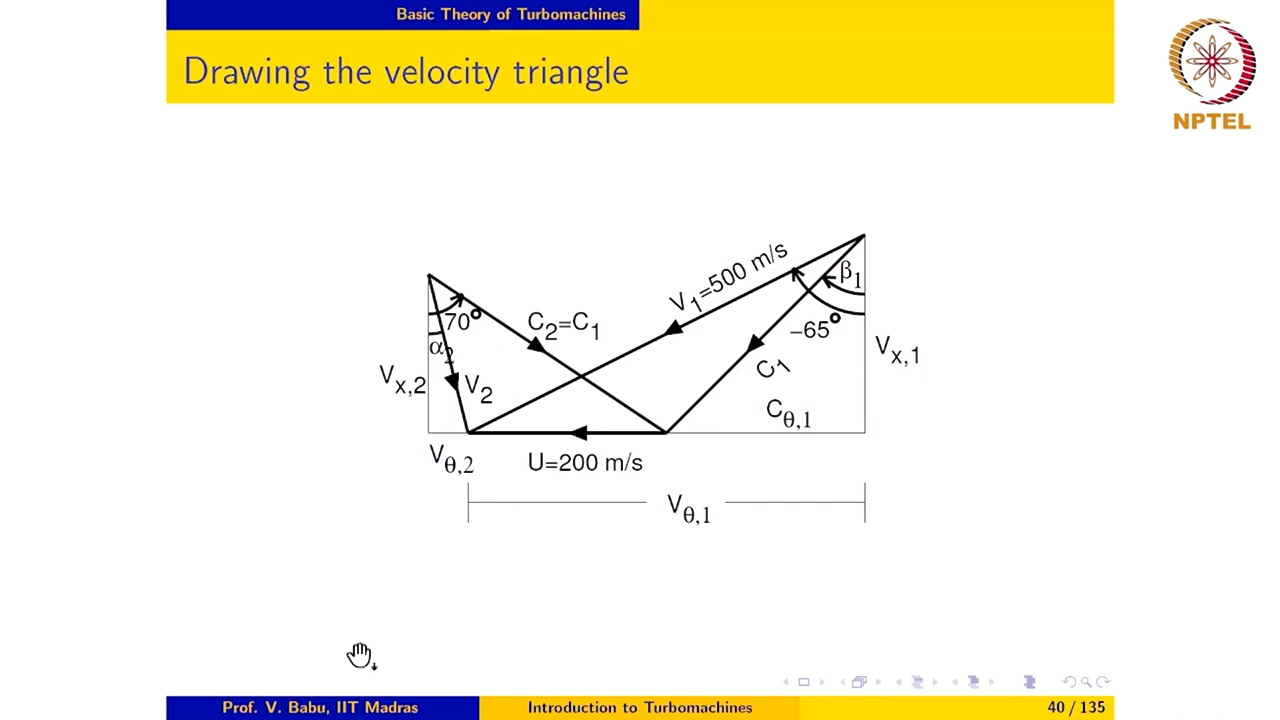 Basic Theory of Turbomachines
Drawing the velocity triangle
NPTEL
V₁=500 m/s
β₁
70°
C₂=C₁
−65°
α₂
Vx,2
V₂
C₁
Vx,1
Cθ,1
Vθ,2
U=200 m/s
Vθ,1
Prof. V. Babu, IIT Madras
Introduction to Turbomachines
40 / 135